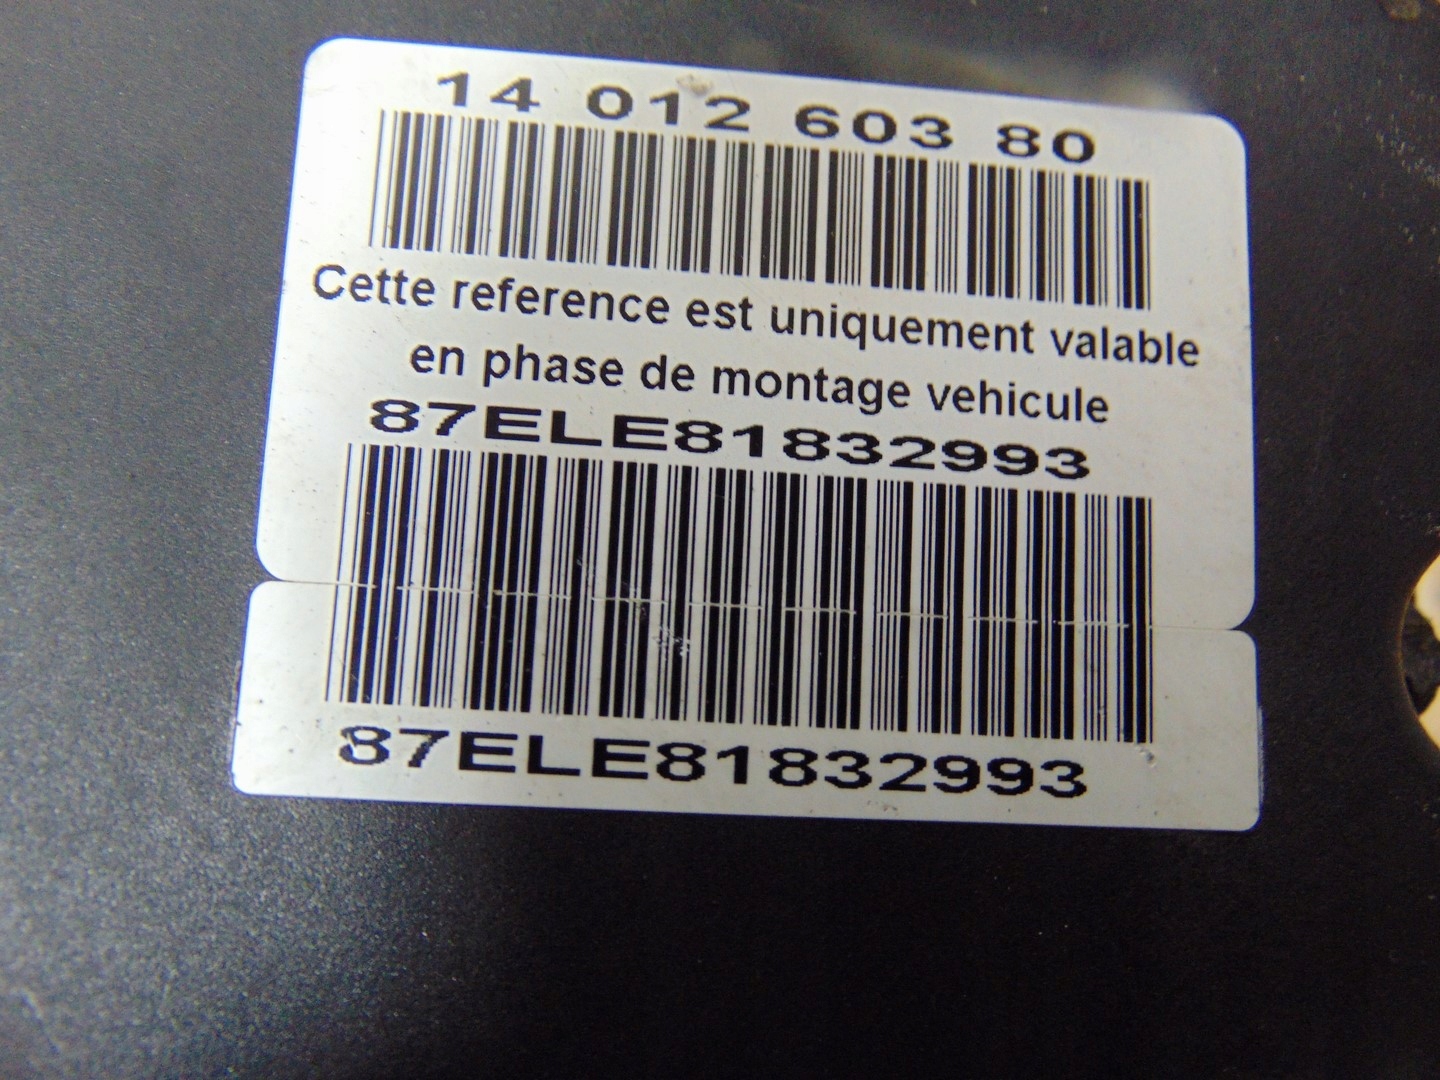 14 012 603 80
Cette reference est uniquement valable
en phase de montage vehicule
87ELE81832993
87ELE81832993